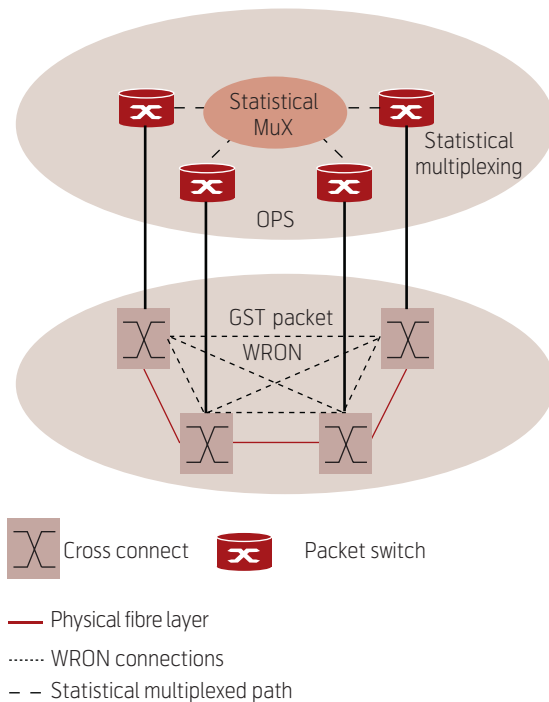 Statistical
MuX
Statistical
multiplexing
OPS
GST packet
WRON
Cross connect
Packet switch
Physical fibre layer
WRON connections
Statistical multiplexed path